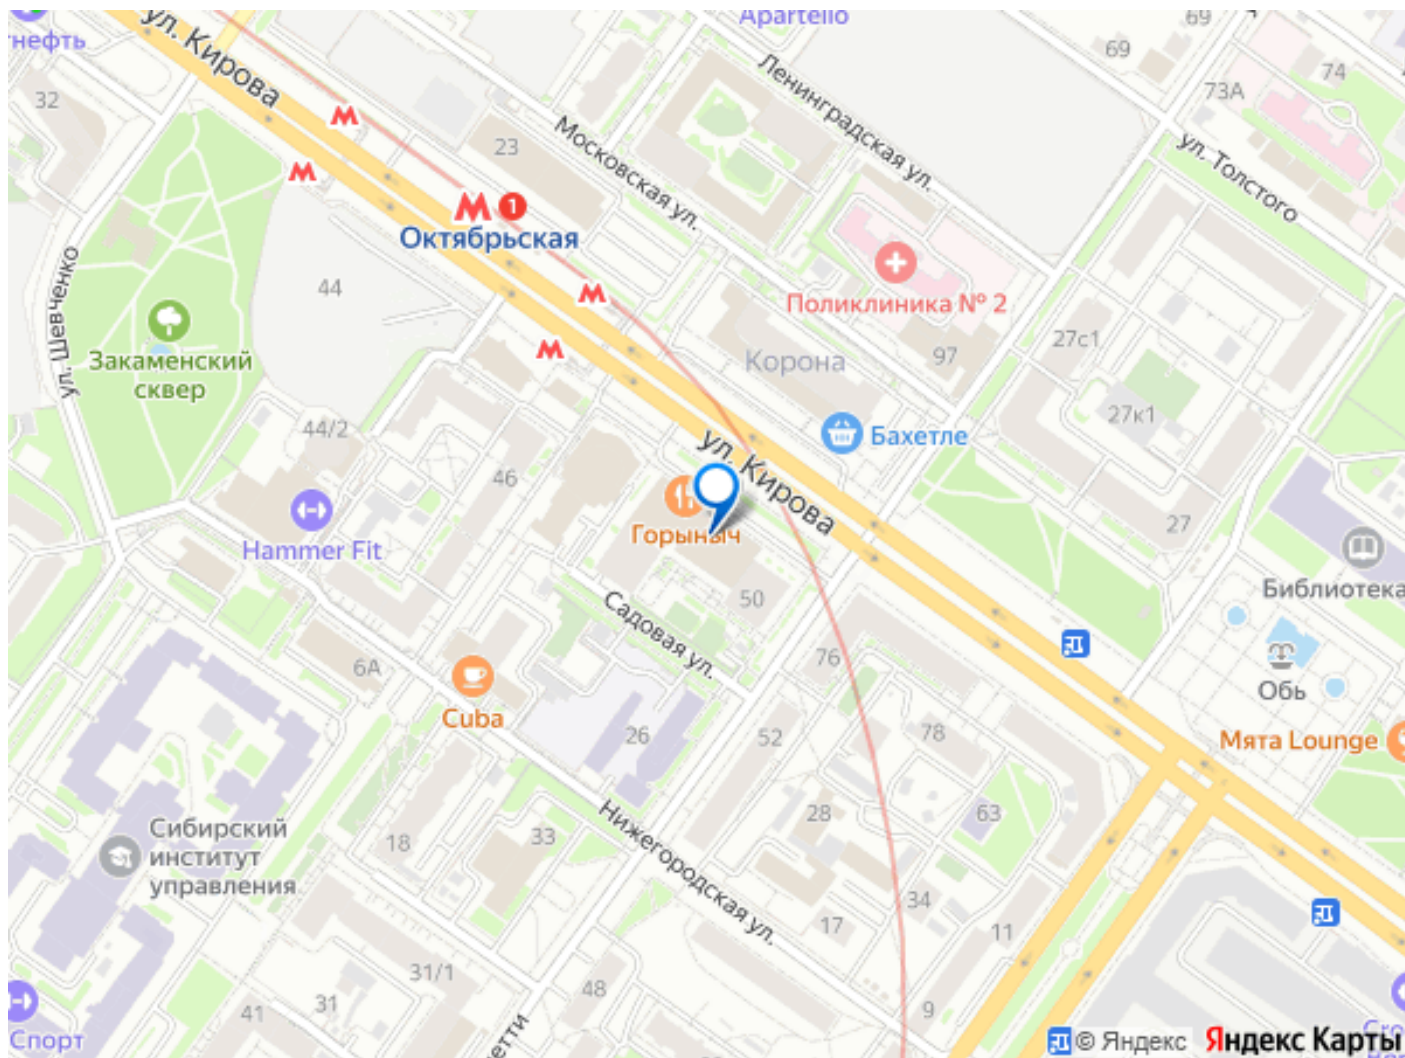 Apartello
69
ул. Кирова
нефть
32
69
74
73А
Ленинградская ул.
Московская ул.
23
ул. Толстого
М
М
М 1
Октябрьская
ул. Шевченко
44
М
М
Поликлиника № 2
Закаменский
сквер
Корона
97
27с1
27к1
44/2
46
Бахетле
ул. Кирова
Hammer Fit
Горыныч
27
Библиотека
50
Садовая ул.
6А
76
Обь
Cuba
26
52
78
Мята Lounge
Сибирский
институт
управления
18
33
28
63
Нижегородская ул.
34
17
11
31/1
31
41
48
9
Спорт
етти
© Яндекс Яндекс Карты